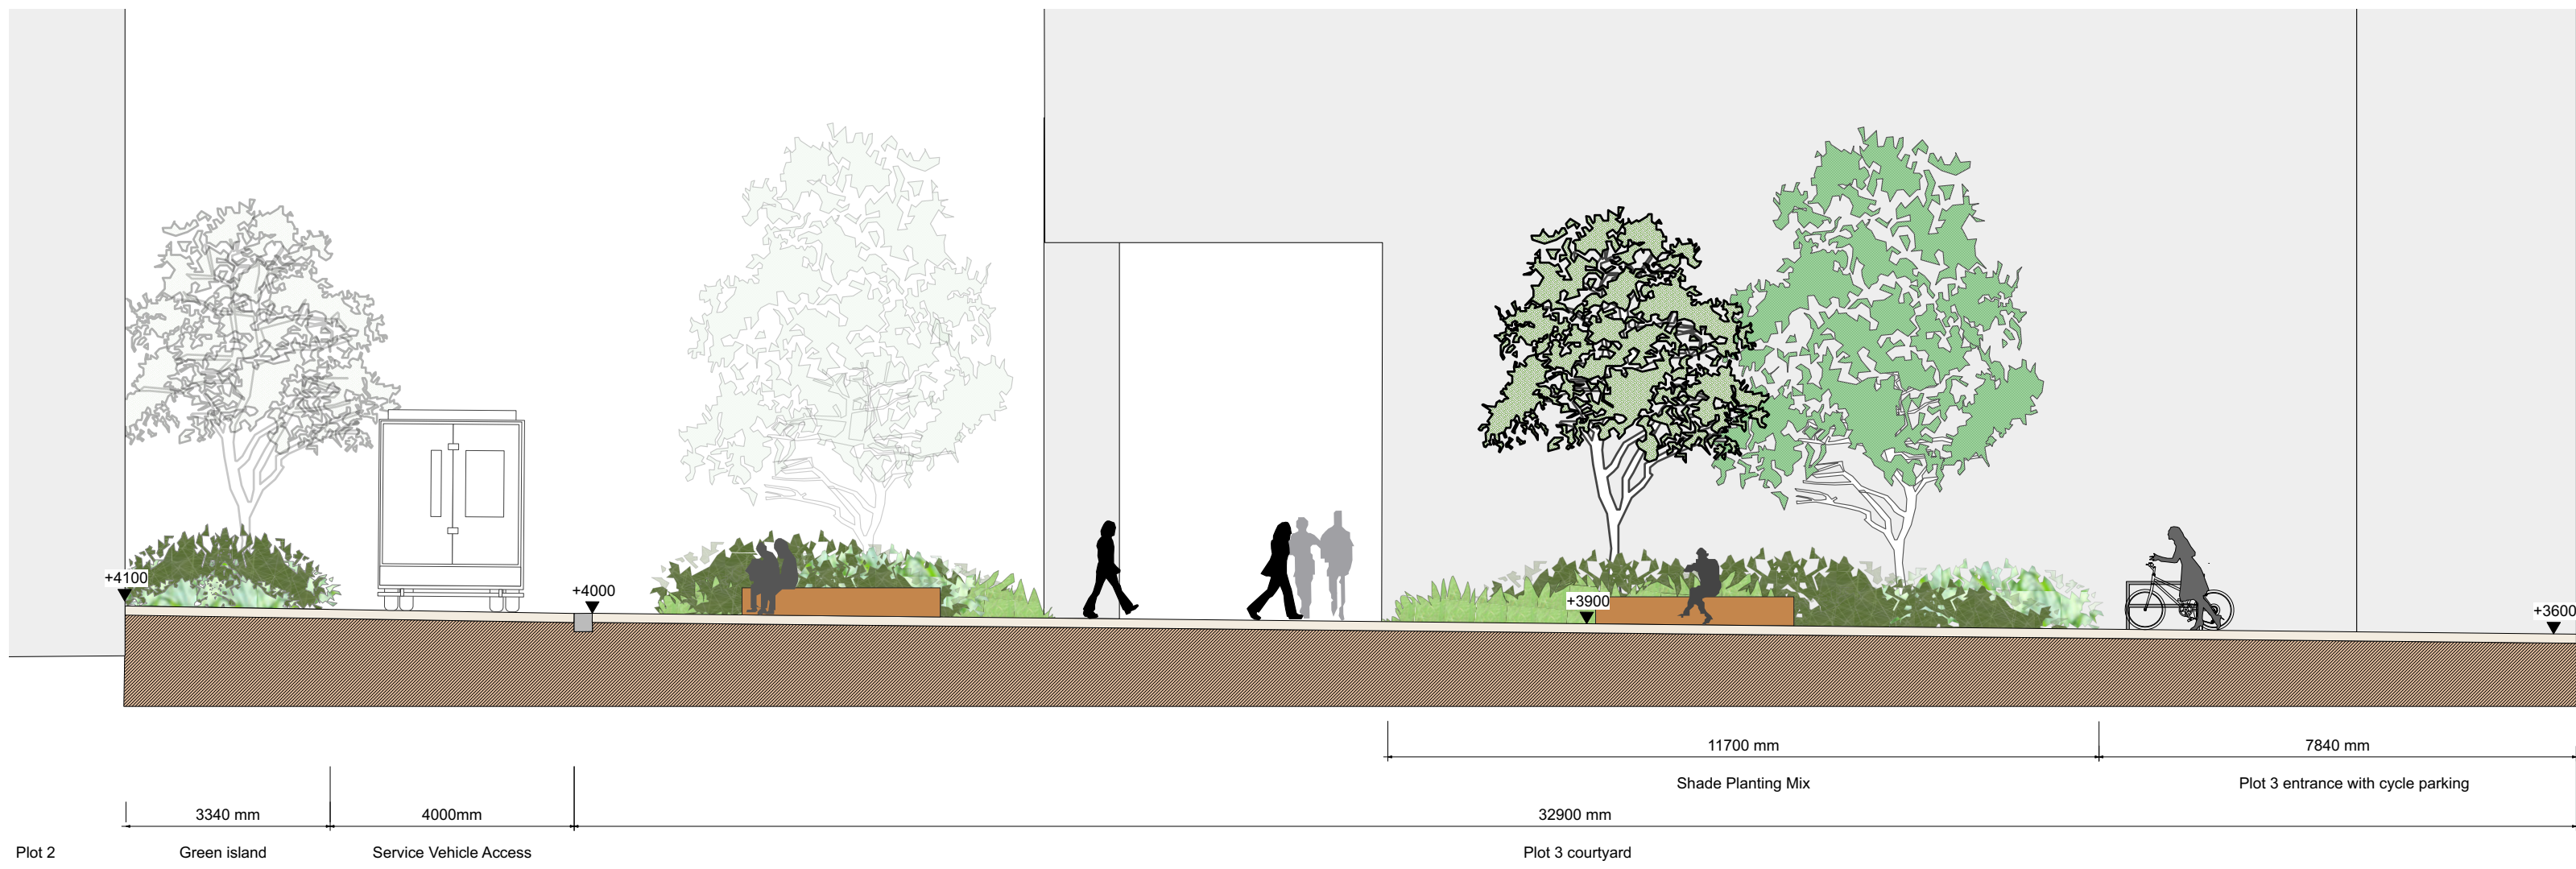 +4100
+4000
+3900
+3600
11700 mm
7840 mm
Shade Planting Mix
Plot 3 entrance with cycle parking
3340 mm
4000mm
32900 mm
Plot 2
Green island
Service Vehicle Access
Plot 3 courtyard